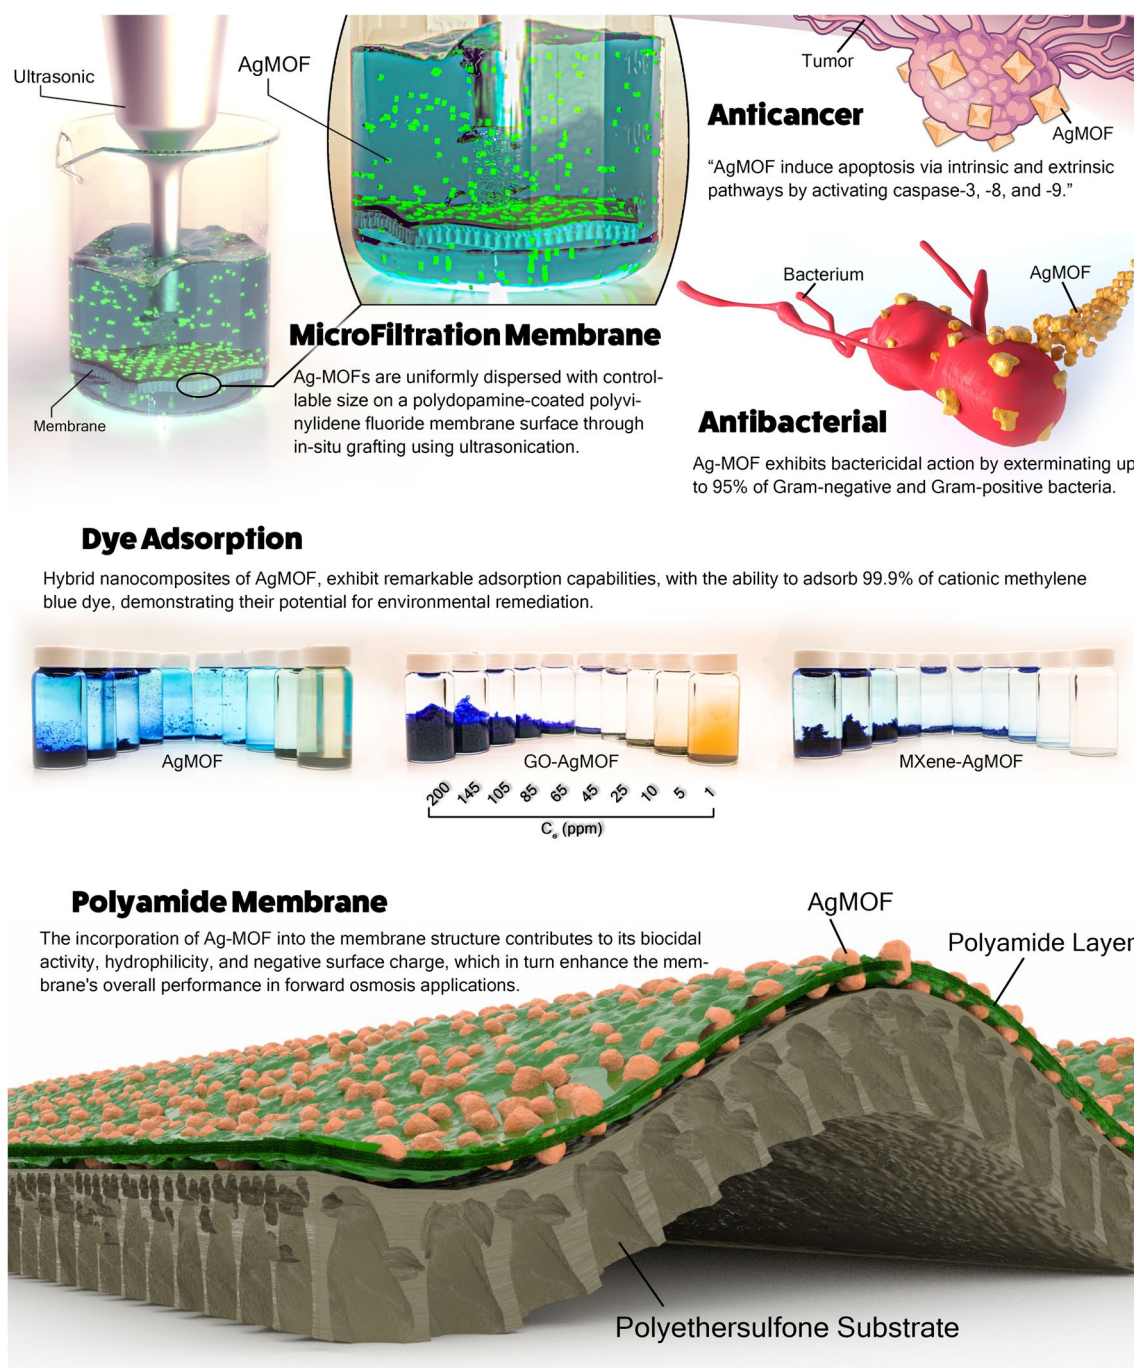 Ultrasonic
AgMOF
Membrane
MicroFiltration Membrane
Ag-MOFs are uniformly dispersed with control-
lable size on a polydopamine-coated polyvi-
nylidene fluoride membrane surface through
in-situ grafting using ultrasonication.
Tumor
AgMOF
Anticancer
“AgMOF induce apoptosis via intrinsic and extrinsic
pathways by activating caspase-3, -8, and -9.”
Bacterium
AgMOF
Antibacterial
Ag-MOF exhibits bactericidal action by exterminating up
to 95% of Gram-negative and Gram-positive bacteria.
Dye Adsorption
Hybrid nanocomposites of AgMOF, exhibit remarkable adsorption capabilities, with the ability to adsorb 99.9% of cationic methylene
blue dye, demonstrating their potential for environmental remediation.
AgMOF
GO-AgMOF
MXene-AgMOF
200 145 105 85 65 45 25 10 5 1
Ce (ppm)
Polyamide Membrane
The incorporation of Ag-MOF into the membrane structure contributes to its biocidal
activity, hydrophilicity, and negative surface charge, which in turn enhance the mem-
brane's overall performance in forward osmosis applications.
AgMOF
Polyamide Layer
Polyethersulfone Substrate